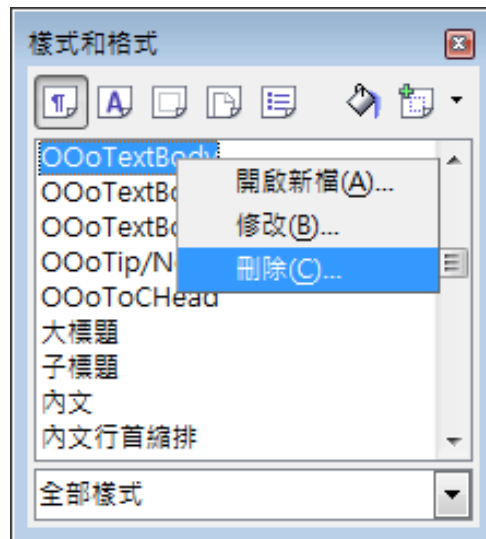 樣式和格式
OOoTextBody
開啟新檔(A)...
OOoTextBo
修改(B)...
OOoTextBo
刪除(C)...
OOoTip/N
OOoToCHead
大標題
子標題
內文
內文行首縮排
全部樣式